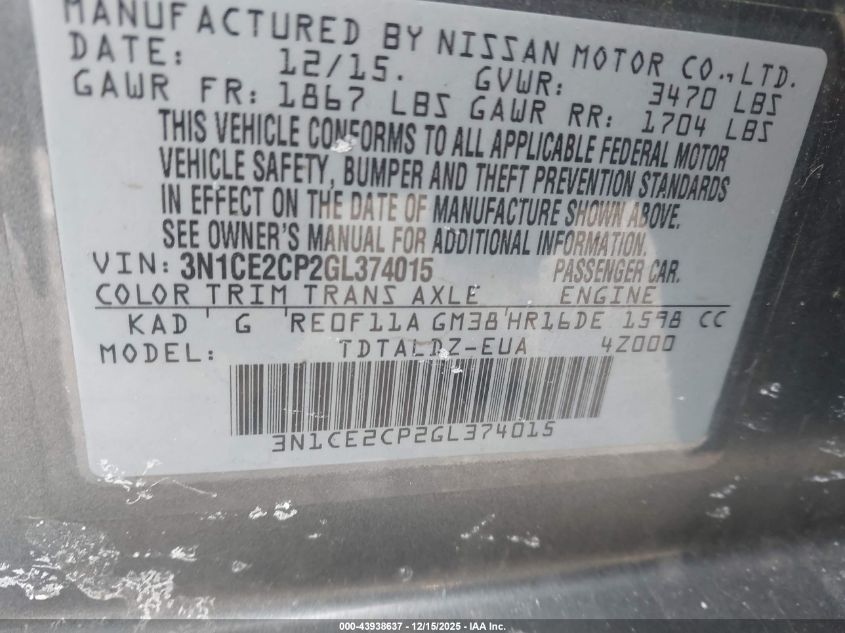 MANUFACTURED BY NISSAN MOTOR CO., LTD.
DATE: 12/15. GVWR: 3470 LBS
GAWR FR: 1867 LBS GAWR RR: 1704 LBS
THIS VEHICLE CONFORMS TO ALL APPLICABLE FEDERAL MOTOR
VEHICLE SAFETY, BUMPER AND THEFT PREVENTION STANDARDS
IN EFFECT ON THE DATE OF MANUFACTURE SHOWN ABOVE.
SEE OWNER'S MANUAL FOR ADDITIONAL INFORMATION.
VIN: 3N1CE2CP2GL374015 PASSENGER CAR.
COLOR TRIM TRANS AXLE ENGINE
KAD ' G RE0F11A GM38 ' HR16DE 1598 CC
MODEL: TDTALDZ-EUA 4Z000
3N1CE2CP2GL374015
000-43938637 - 12/15/2025 - IAA Inc.